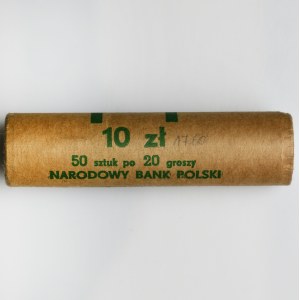 10 zł
50 sztuk po 20 groszy
NARODOWY BANK POLSKI